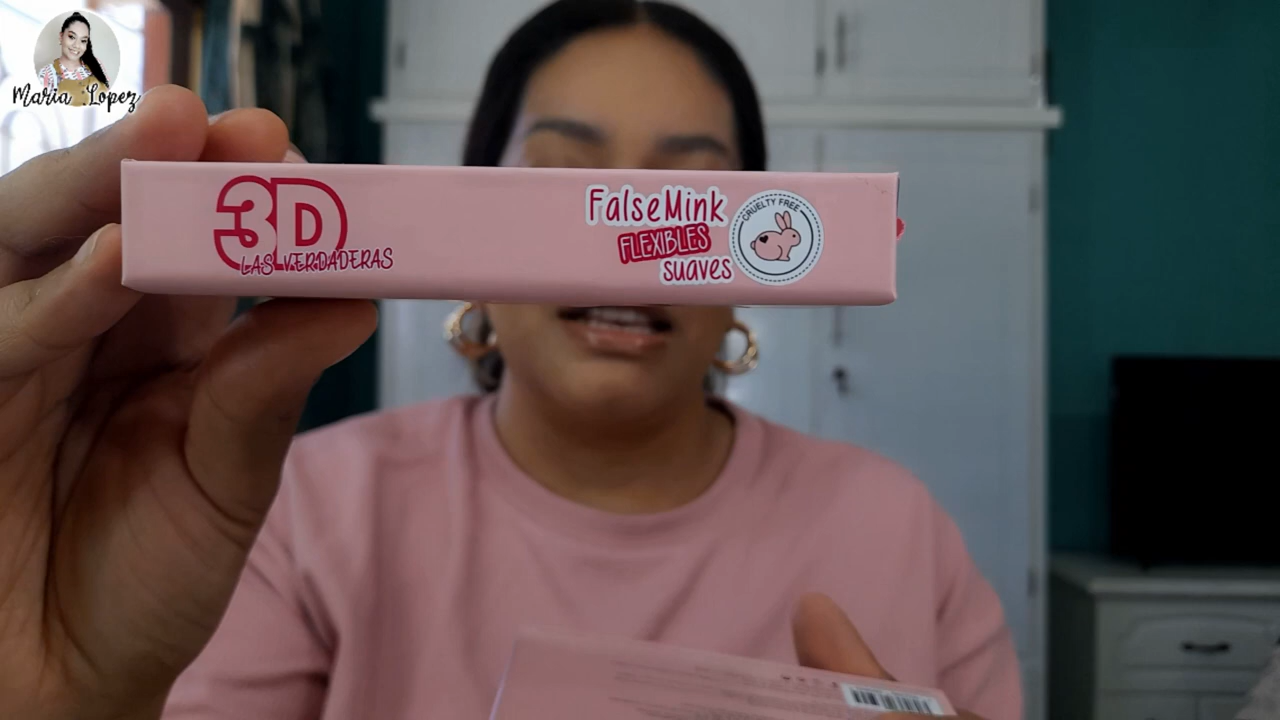 Maria Lopez
3D
LAS VERDADERAS
FalseMink
FLEXIBLES
suaves
CRUELTY FREE